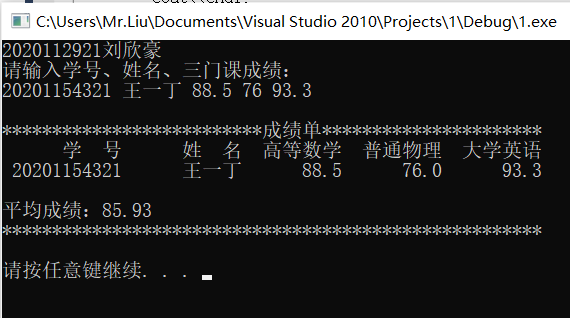 C:\Users\Mr.Liu\Documents\Visual Studio 2010\Projects\1\Debug\1.exe
2020112921刘欣豪
请输入学号、姓名、三门课成绩：
20201154321 王一丁 88.5 76 93.3
**************************成绩单**********************
学 号 姓 名 高等数学 普通物理 大学英语
20201154321 王一丁 88.5 76.0 93.3
平均成绩：85.93
******************************************************
请按任意键继续. . .